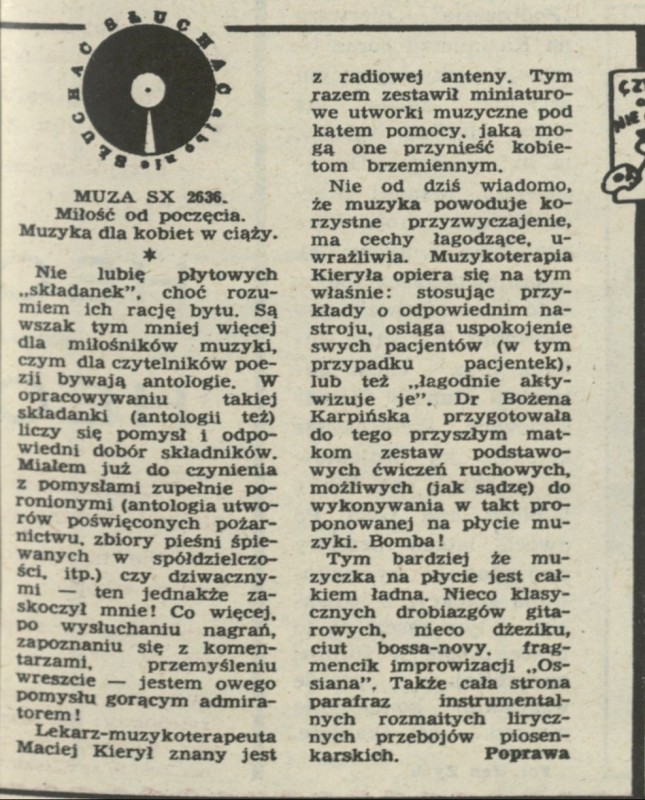 SŁUCHAĆ albo nie SŁUCHAĆ
MUZA SX 2636.
Miłość od poczęcia.
Muzyka dla kobiet w ciąży.
*
Nie lubię płytowych
„składanek”, choć rozu-
miem ich rację bytu. Są
wszak tym mniej więcej
dla miłośników muzyki,
czym dla czytelników poe-
zji bywają antologie. W
opracowywaniu takiej
składanki (antologii też)
liczy się pomysł i odpo-
wiedni dobór składników.
Miałem już do czynienia
z pomysłami zupełnie po-
ronionymi (antologia utwo-
rów poświęconych pożar-
nictwu, zbiory pieśni śpie-
wanych w spółdzielczo-
ści, itp.) czy dziwaczny-
mi — ten jednakże za-
skoczył mnie! Co więcej,
po wysłuchaniu nagrań,
zapoznaniu się z komen-
tarzami, przemyśleniu
wreszcie — jestem owego
pomysłu gorącym admira-
torem!
Lekarz-muzykoterapeuta
Maciej Kierył znany jest
z radiowej anteny. Tym
razem zestawił miniaturo-
we utworki muzyczne pod
kątem pomocy, jaką mo-
gą one przynieść kobie-
tom brzemiennym.
Nie od dziś wiadomo,
że muzyka powoduje ko-
rzystne przyzwyczajenie,
ma cechy łagodzące, u-
wrażliwia. Muzykoterapia
Kieryła opiera się na tym
właśnie: stosując przy-
kłady o odpowiednim na-
stroju, osiąga uspokojenie
swych pacjentów (w tym
przypadku pacjentek),
lub też „łagodnie akty-
wizuje je”. Dr Bożena
Karpińska przygotowała
do tego przyszłym mat-
kom zestaw podstawo-
wych ćwiczeń ruchowych,
możliwych (jak sądzę) do
wykonywania w takt pro-
ponowanej na płycie mu-
zyki. Bomba!
Tym bardziej że mu-
zyczka na płycie jest cał-
kiem ładna. Nieco klasy-
cznych drobiazgów gita-
rowych, nieco dżeziku,
ciut bossa-novy, frag-
mencik improwizacji „Os-
siana”. Także cała strona
parafraz instrumental-
nych rozmaitych lirycz-
nych przebojów piosen-
karskich. Poprawa